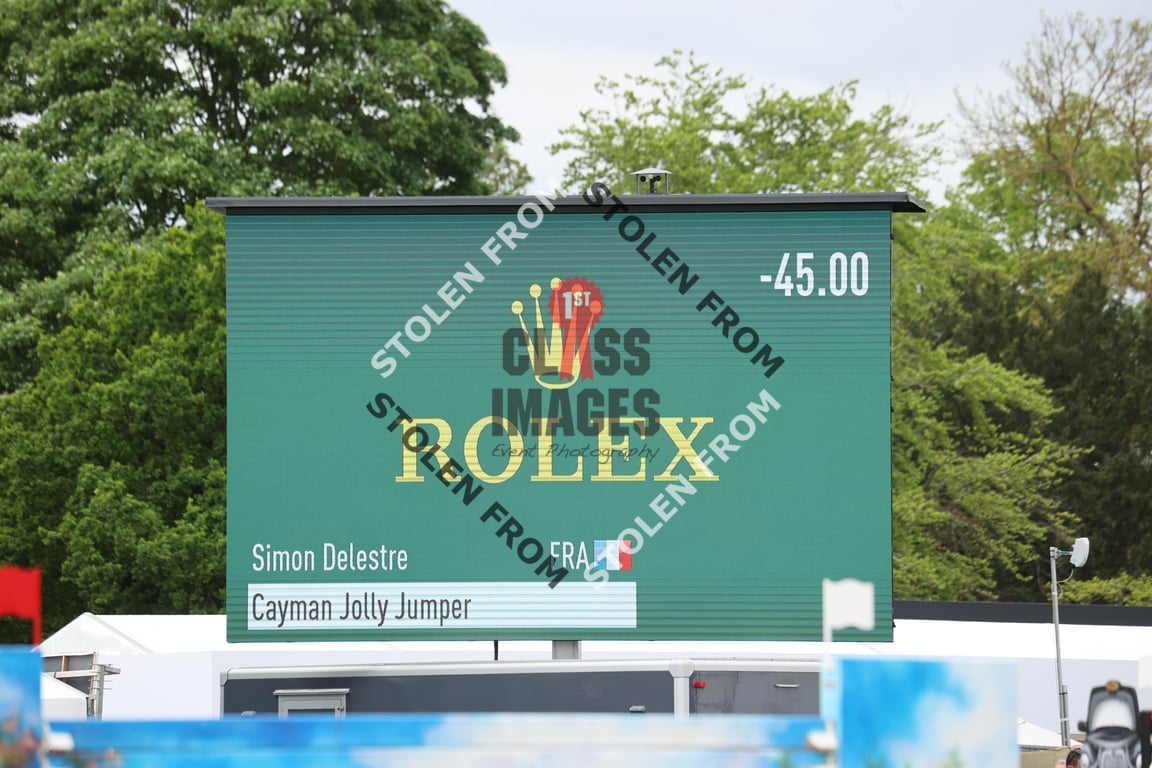 -45.00
STOLEN FROM
STOLEN FROM
1ST
CLASS
IMAGES
Event Photography
ROLEX
STOLEN FROM
STOLEN FROM
Simon Delestre FRA
Cayman Jolly Jumper